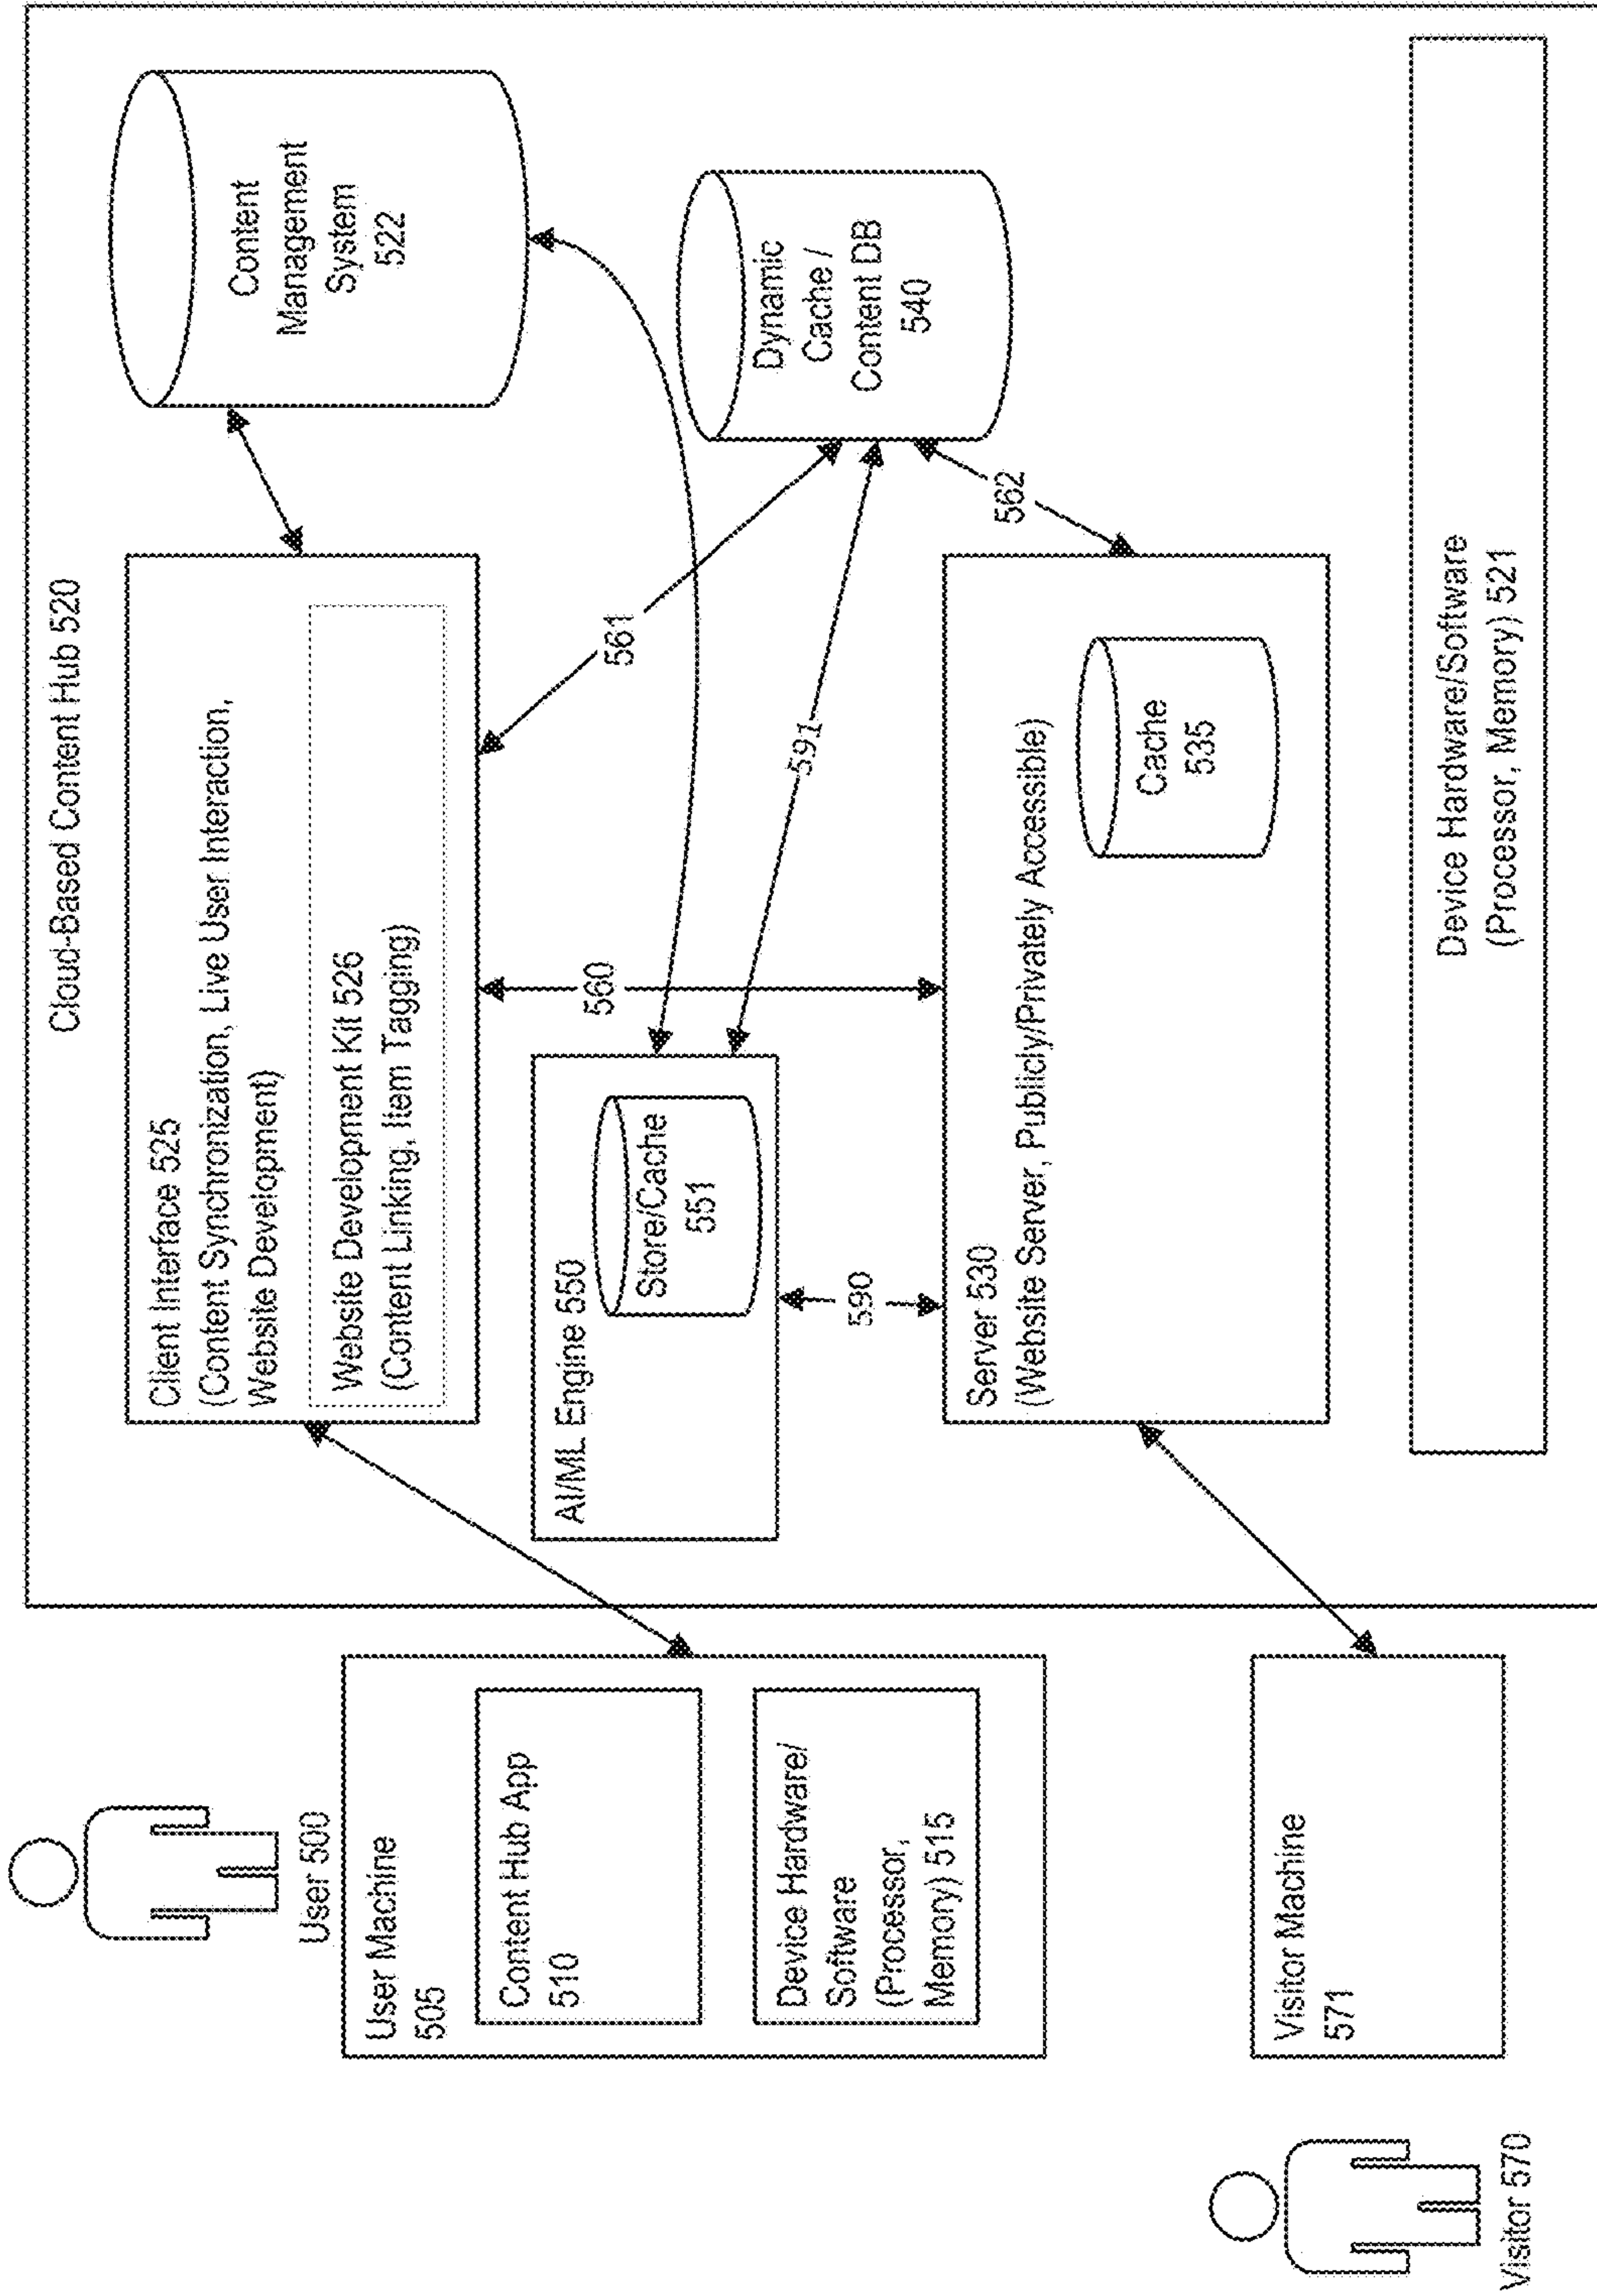 User 500
User Machine
505
Content Hub App
510
Device Hardware/
Software
(Processor,
Memory) 515
Visitor 570
Visitor Machine
571
Cloud-Based Content Hub 520
Client Interface 525
(Content Synchronization, Live User Interaction,
Website Development)
Website Development Kit 526
(Content Linking, Item Tagging)
Content
Management
System
522
AI/ML Engine 550
Store/Cache
551
560
561
591
590
562
Dynamic
Cache /
Content DB
540
Server 530
(Website Server, Publicly/Privately Accessible)
Cache
535
Device Hardware/Software
(Processor, Memory) 521